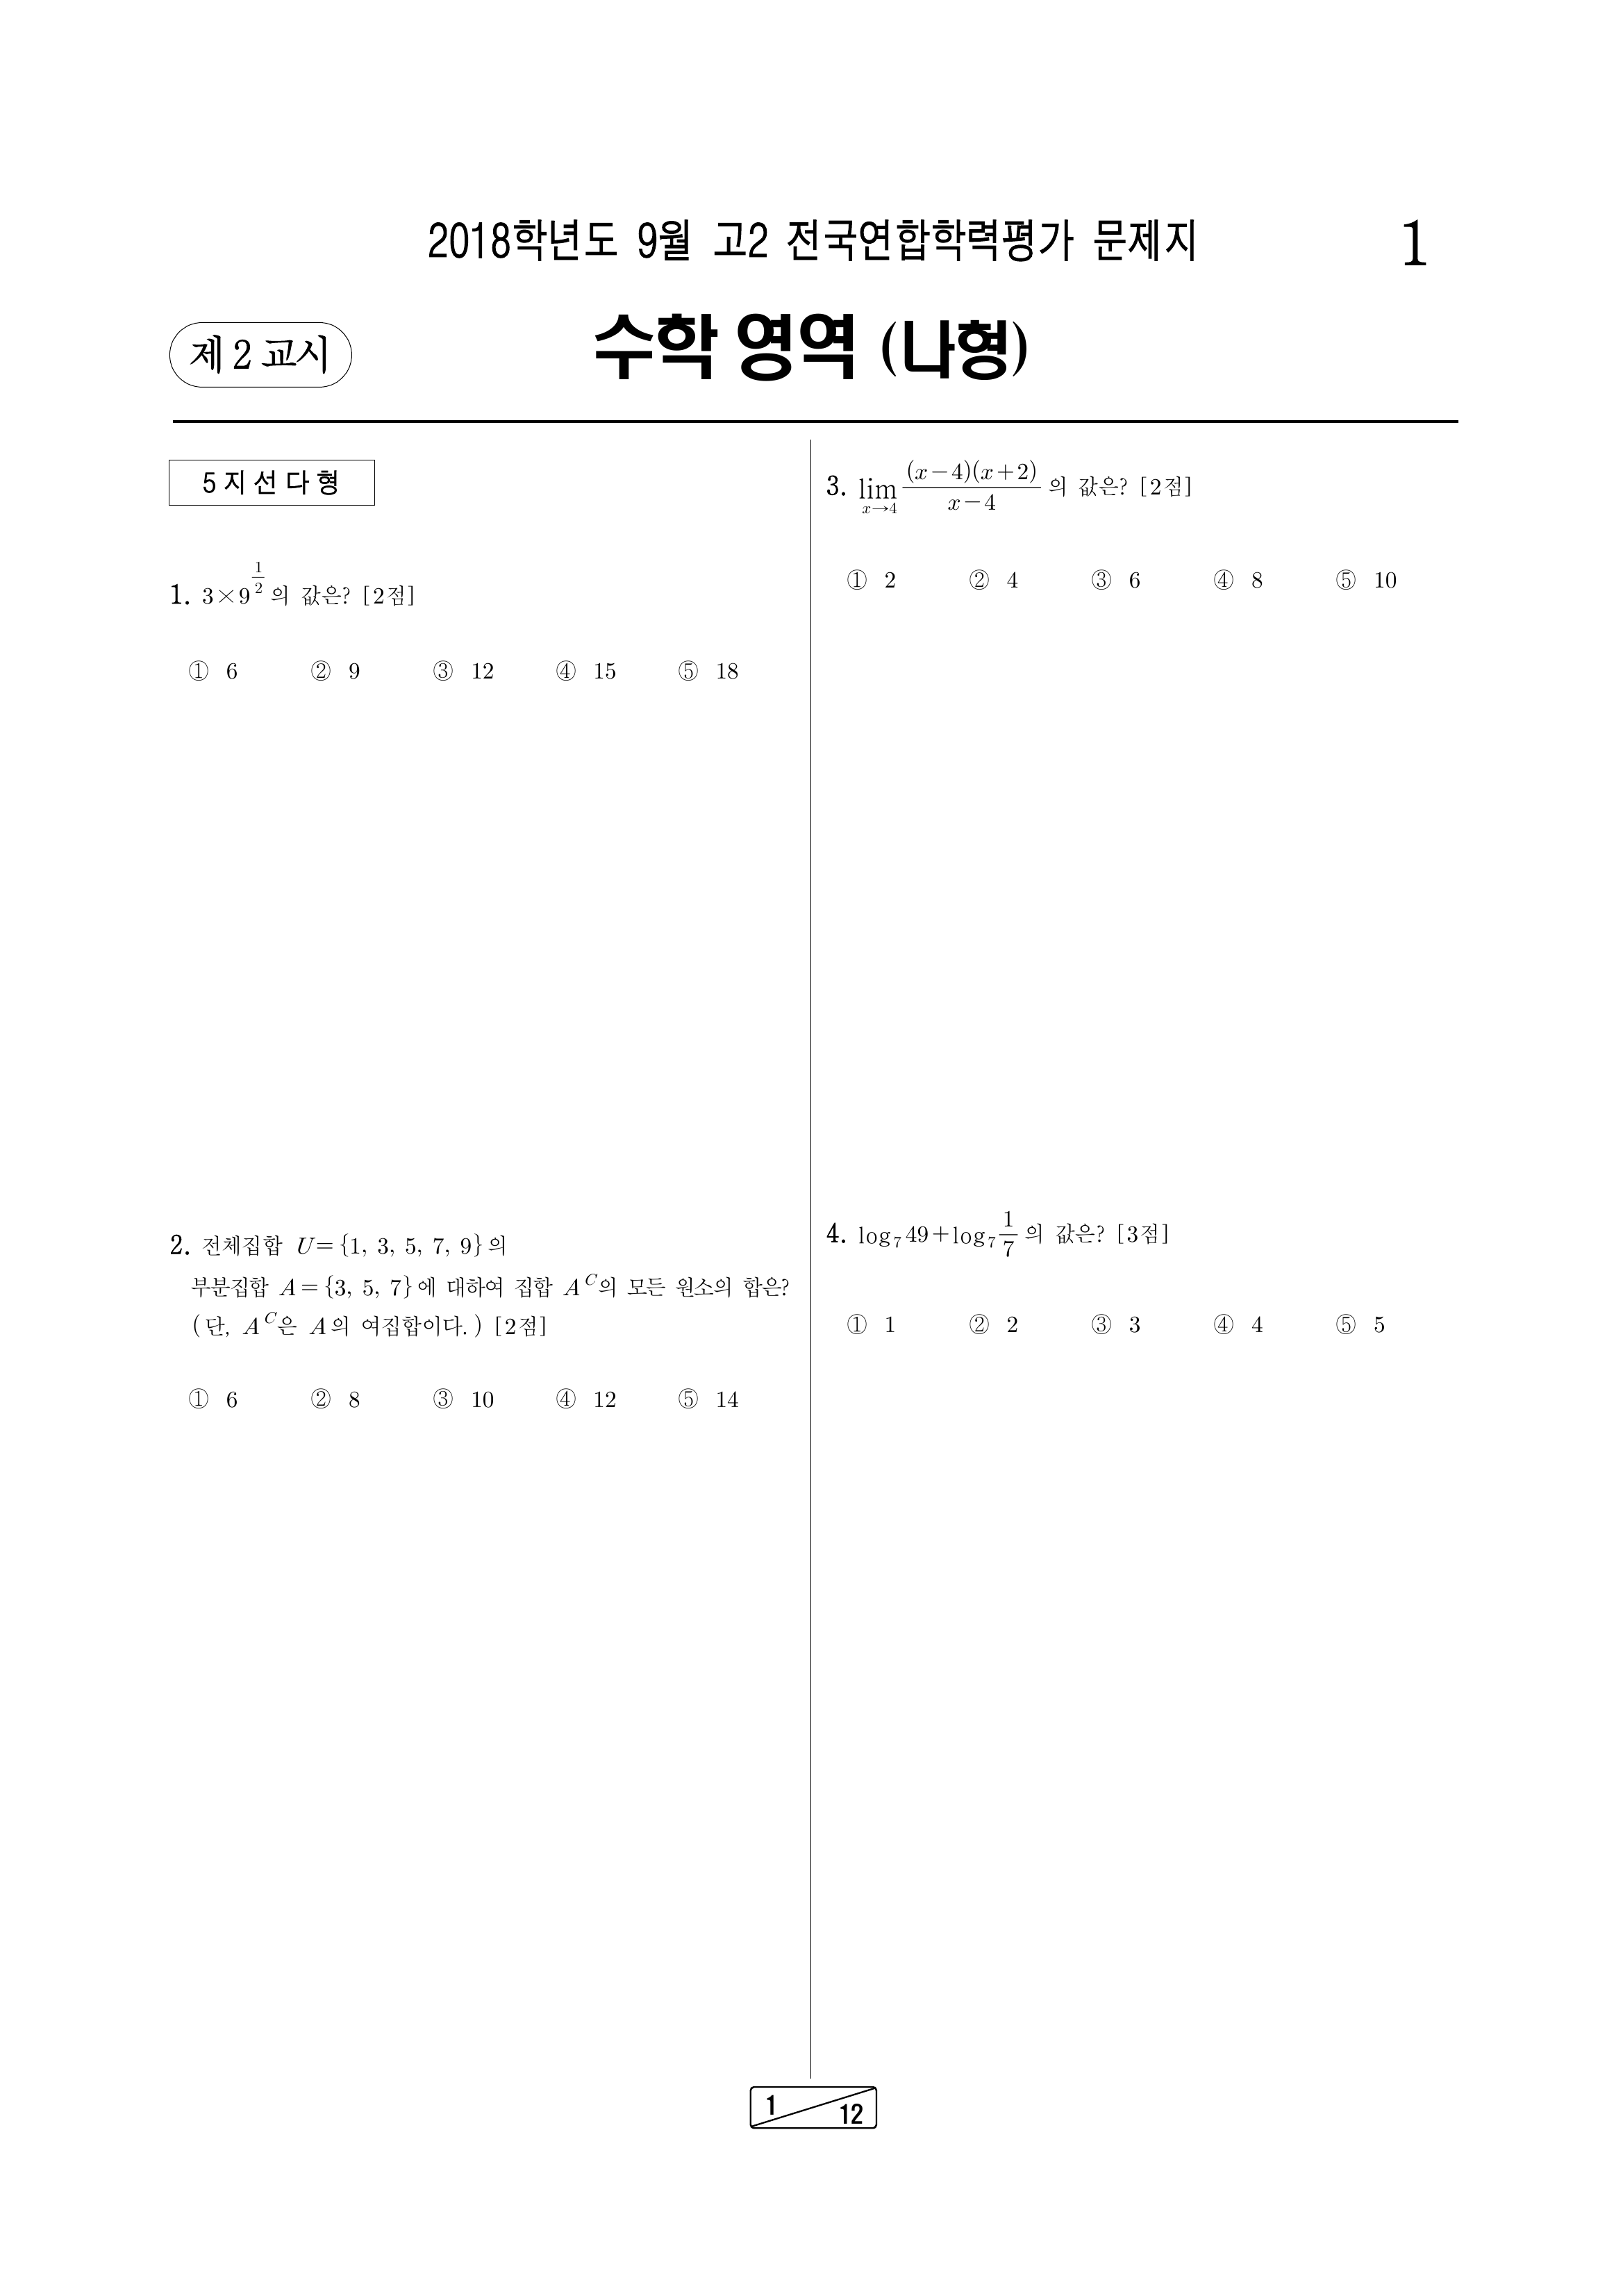 2018학년도 9월 고2 전국연합학력평가 문제지
1
제 2 교시
수학 영역 (나형)
5 지 선 다 형
1. 3×9^{\frac{1}{2}}의 값은? [2점]
① 6 ② 9 ③ 12 ④ 15 ⑤ 18
2. 전체집합 U={1, 3, 5, 7, 9}의
부분집합 A={3, 5, 7}에 대하여 집합 A^C의 모든 원소의 합은?
(단, A^C은 A의 여집합이다.) [2점]
① 6 ② 8 ③ 10 ④ 12 ⑤ 14
3. \lim_{x→4} \frac{(x-4)(x+2)}{x-4}의 값은? [2점]
① 2 ② 4 ③ 6 ④ 8 ⑤ 10
4. \log_7 49+\log_7 \frac{1}{7}의 값은? [3점]
① 1 ② 2 ③ 3 ④ 4 ⑤ 5
1
12